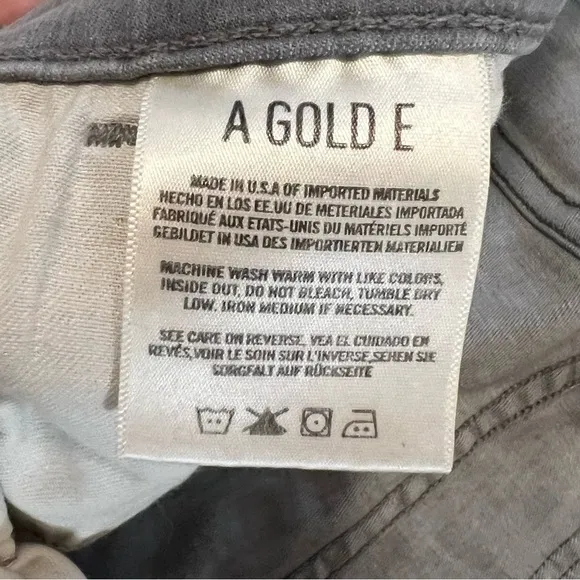 A GOLD E
MADE IN U.S.A OF IMPORTED MATERIALS
HECHO EN LOS EE.UU DE METERIALES IMPORTADA
FABRIQUÉ AUX ETATS-UNIS DU MATÉRIELS IMPORTÉ
GEBILDET IN USA DES IMPORTIERTEN MATERIALIEN
MACHINE WASH WARM WITH LIKE COLORS,
INSIDE OUT, DO NOT BLEACH, TUMBLE DRY
LOW. IRON MEDIUM IF NECESSARY.
SEE CARE ON REVERSE. VEA EL CUIDADO EN
REVÉS,VOIR LE SOIN SUR L'INVERSE,SEHEN SIE
SORGFALT AUF RÜCKSEITE